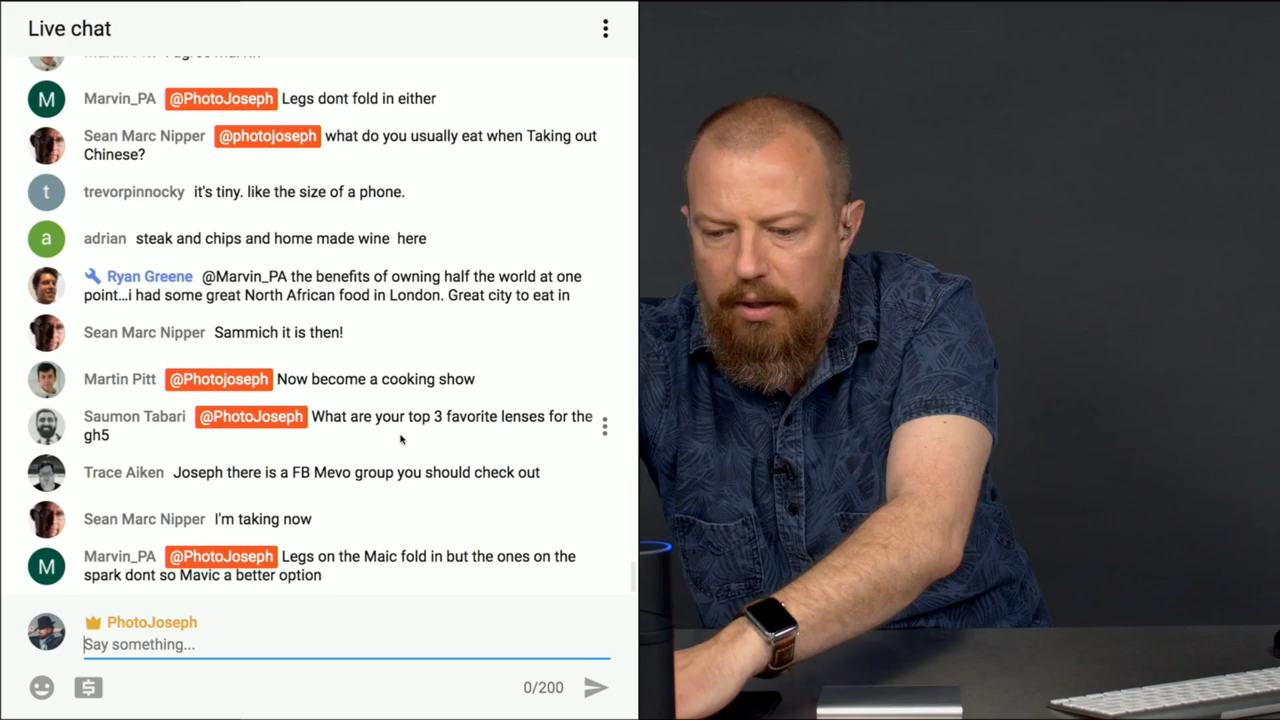 Live chat
Marvin_PA @PhotoJoseph Legs dont fold in either
Sean Marc Nipper @photojoseph what do you usually eat when Taking out
Chinese?
trevorpinnocky it's tiny. like the size of a phone.
adrian steak and chips and home made wine here
Ryan Greene @Marvin_PA the benefits of owning half the world at one
point...i had some great North African food in London. Great city to eat in
Sean Marc Nipper Sammich it is then!
Martin Pitt @Photojoseph Now become a cooking show
Saumon Tabari @PhotoJoseph What are your top 3 favorite lenses for the
gh5
Trace Aiken Joseph there is a FB Mevo group you should check out
Sean Marc Nipper I'm taking now
Marvin_PA @PhotoJoseph Legs on the Maic fold in but the ones on the
spark dont so Mavic a better option
PhotoJoseph
Say something...
0/200